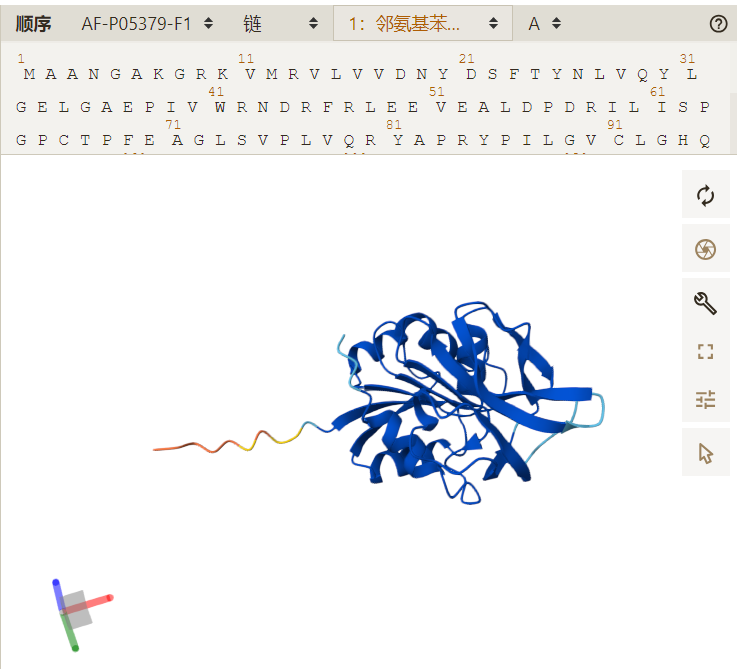 顺序 AF-P05379-F1 链 1：邻氨基苯... A
1 11 21 31
M A A N G A K G R K V M R V L V V D N Y D S F T Y N L V Q Y L
41 51 61
G E L G A E P I V W R N D R F R L E E V E A L D P D R I L I S P
71 81 91
G P C T P F E A G L S V P L V Q R Y A P R Y P I L G V C L G H Q